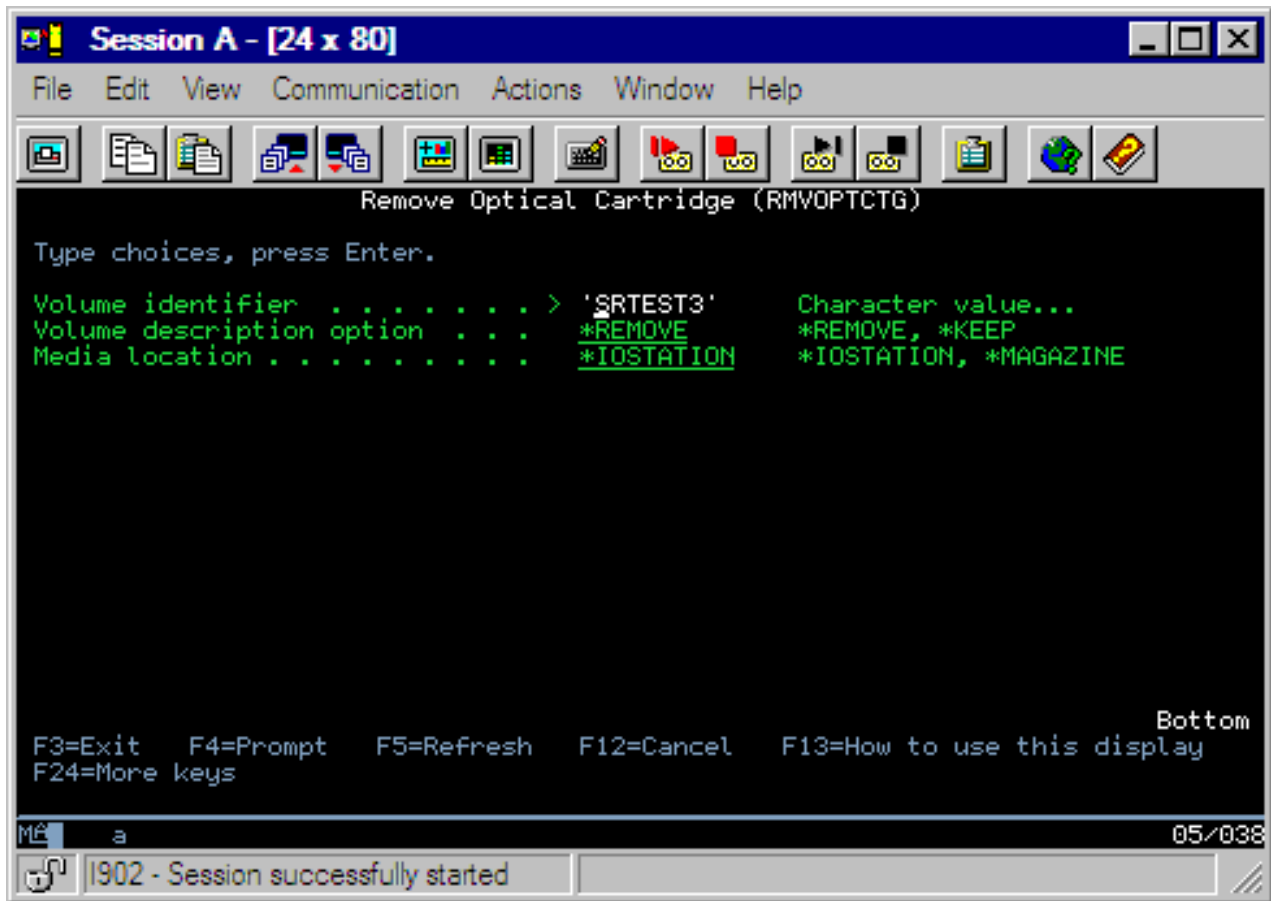 Session A - [24 x 80]
File Edit View Communication Actions Window Help
Remove Optical Cartridge (RMVOPTCTG)
Type choices, press Enter.
Volume identifier . . . . . . . > 'SRTEST3' Character value...
Volume description option . . . *REMOVE *REMOVE, *KEEP
Media location . . . . . . . . . *IOSTATION *IOSTATION, *MAGAZINE
Bottom
F3=Exit F4=Prompt F5=Refresh F12=Cancel F13=How to use this display
F24=More keys
a 05/038
I902 - Session successfully started